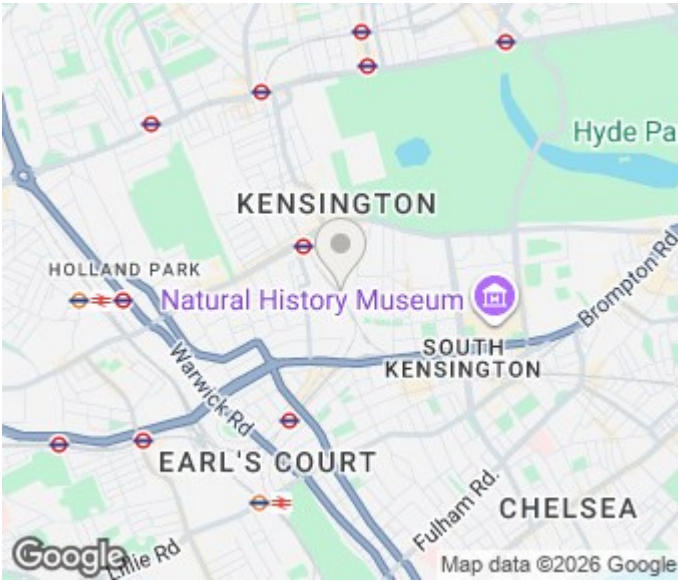 Hyde Pa
KENSINGTON
HOLLAND PARK
Natural History Museum
Brompton Rd
SOUTH
KENSINGTON
Warwick Rd
EARL'S COURT
Fulham Rd.
CHELSEA
Lillie Rd
Google
Map data ©2026 Google